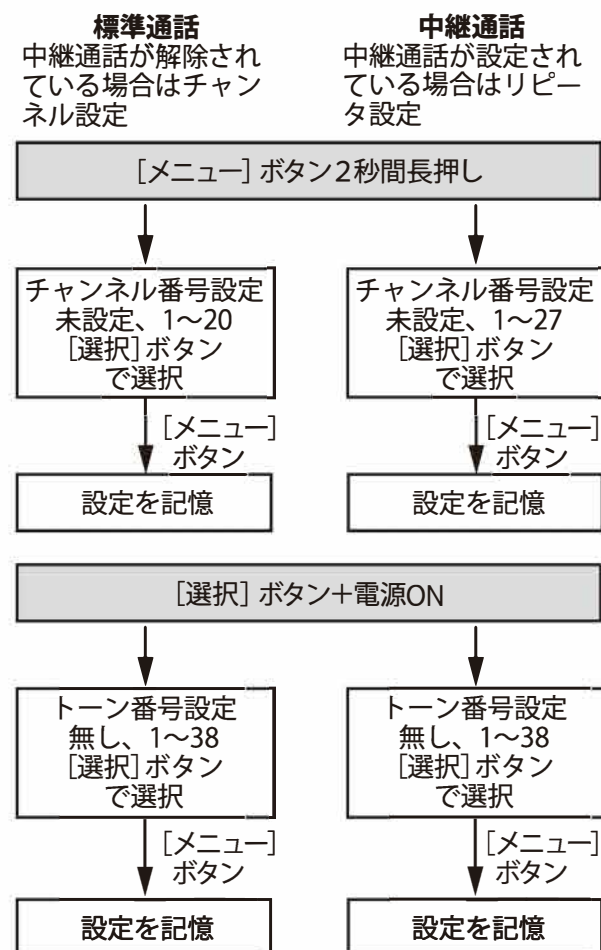 標準通話
中継通話が解除され
ている場合はチャン
ネル設定
中継通話
中継通話が設定され
ている場合はリピー
タ設定
［メニュー］ボタン2秒間長押し
チャンネル番号設定
未設定、1～20
［選択］ボタン
で選択
チャンネル番号設定
未設定、1～27
［選択］ボタン
で選択
［メニュー］
ボタン
［メニュー］
ボタン
設定を記憶
設定を記憶
［選択］ボタン＋電源ON
トーン番号設定
無し、1～38
［選択］ボタン
で選択
トーン番号設定
無し、1～38
［選択］ボタン
で選択
［メニュー］
ボタン
［メニュー］
ボタン
設定を記憶
設定を記憶